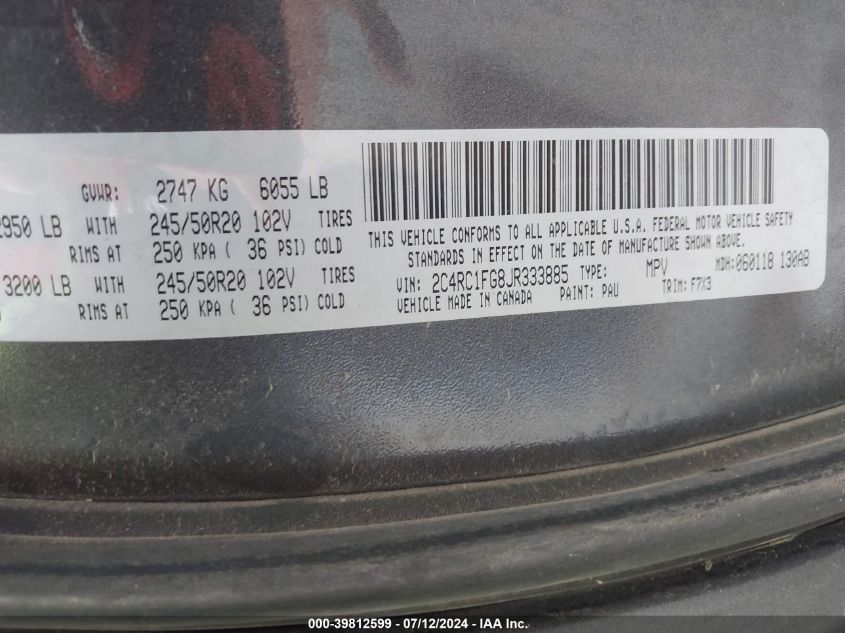 GVWR: 2747 KG 6055 LB
2950 LB WITH 245/50R20 102V TIRES
RIMS AT 250 KPA ( 36 PSI) COLD
3200 LB WITH 245/50R20 102V TIRES
RIMS AT 250 KPA ( 36 PSI) COLD
THIS VEHICLE CONFORMS TO ALL APPLICABLE U.S.A. FEDERAL MOTOR VEHICLE SAFETY
STANDARDS IN EFFECT ON THE DATE OF MANUFACTURE SHOWN ABOVE.
VIN: 2C4RC1FG8JR333885 TYPE: MPV MDH:060118 130AB
VEHICLE MADE IN CANADA PAINT: PAU TRIM: F7X3
000-39812599 - 07/12/2024 - IAA Inc.